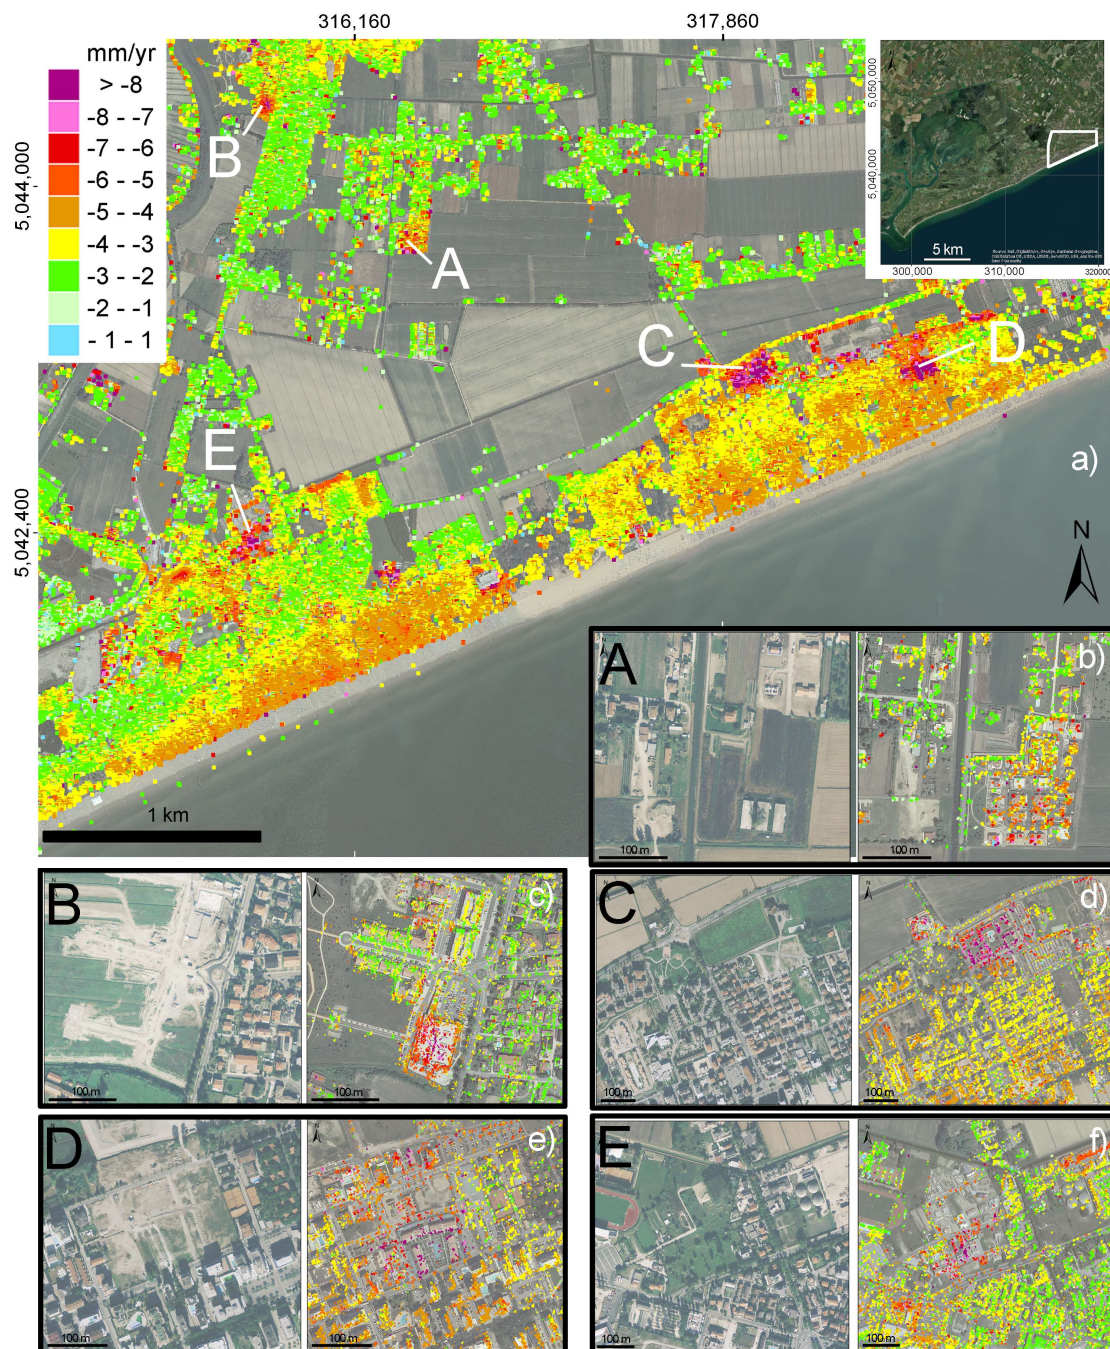 316,160
317,860
mm/yr
> -8
-8 - -7
-7 - -6
-6 - -5
-5 - -4
-4 - -3
-3 - -2
-2 - -1
- 1 - 1
B
A
C
D
E
5,044,000
5,042,400
5,050,000
5,040,000
5 km
300,000
310,000
320000
a)
N
1 km
A
b)
100 m
100 m
B
c)
100 m
100 m
C
d)
100 m
100 m
D
e)
100 m
100 m
E
f)
100 m
100 m